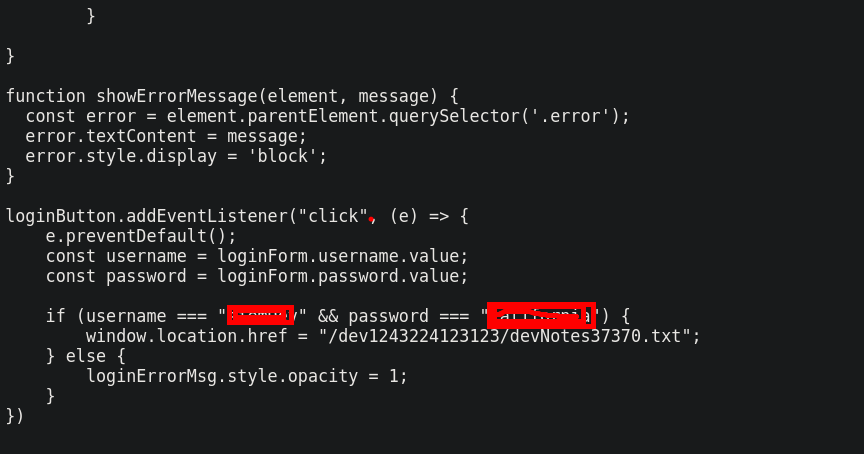 }
}
function showErrorMessage(element, message) {
const error = element.parentElement.querySelector('.error');
error.textContent = message;
error.style.display = 'block';
}
loginButton.addEventListener("click", (e) => {
e.preventDefault();
const username = loginForm.username.value;
const password = loginForm.password.value;
if (username === "" && password === "") {
window.location.href = "/dev1243224123123/devNotes37370.txt";
} else {
loginErrorMsg.style.opacity = 1;
}
})